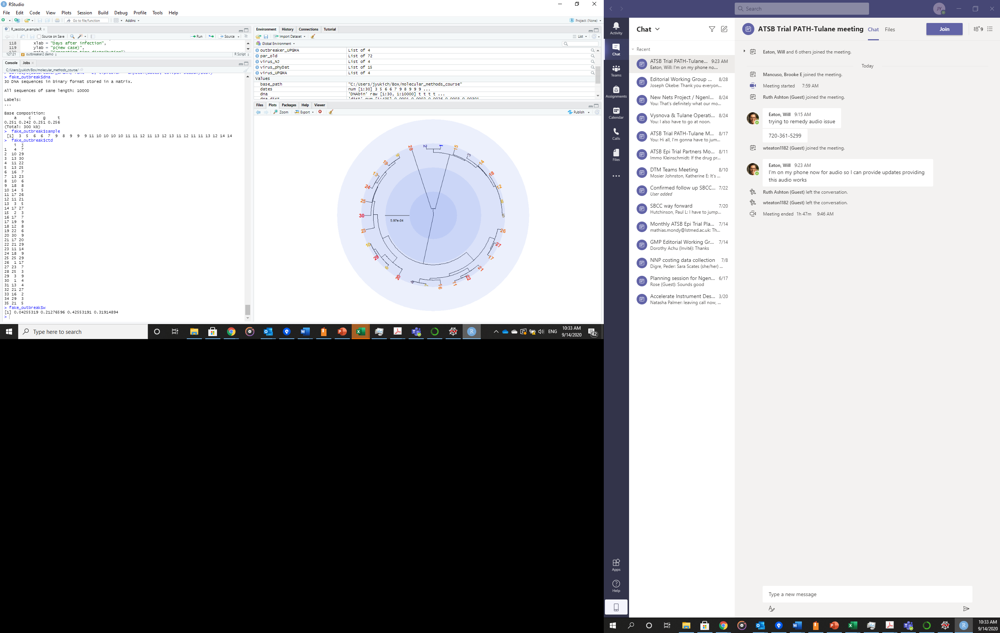 RStudio
File Edit Code View Plots Session Build Debug Profile Tools Help
Go to file/function Addins Project: (None)
R_session_example.R
Source on Save Run Source
118 xlab = "Days after infection",
119 ylab = "p(new case)",
127:21 outbreaker2 demo R Script
Console Jobs
C:/Users/jyukich/Box/molecular_methods_course/
> fake_outbreak$dna
30 DNA sequences in binary format stored in a matrix.
All sequences of same length: 10000
Labels:
...
Base composition:
a c g t
0.251 0.242 0.251 0.256
(Total: 300 kb)
> fake_outbreak$sample
[1] 3 5 6 6 7 9 8 9 9 9 11 10 10 10 10 11 11 12 11 13 12 13 11 12 11 11 13 12 14 14
> fake_outbreak$ctd
i j
1 4 7
2 10 29
3 13 30
4 11 22
5 13 25
6 16 7
7 13 23
8 10 6
9 18 8
10 14 5
11 17 26
12 11 21
13 3 5
14 17 27
15 2 3
16 17 7
17 19 9
18 12 8
19 22 6
20 30 9
21 17 20
22 21 29
23 11 14
24 18 9
25 25 29
26 1 17
27 23 7
28 25 3
29 3 9
30 1 4
31 13 4
32 21 27
33 16 2
34 29 3
35 21 5
> fake_outbreak$w
[1] 0.04255319 0.21276596 0.42553191 0.31914894
>
Environment History Connections Tutorial
Import Dataset List
Global Environment
outbreaker_UPGMA List of 4
par_old List of 72
virus_NJ List of 4
virus_phyDat List of 15
virus_UPGMA List of 4
Values
base_path "C:/Users/jyukich/Box/molecular_methods_course"
dates num [1:30] 3 5 6 6 7 9 8 9 9 9 ...
dna 'DNAbin' raw [1:30, 1:10000] t t t t ...
dna_dist 'dist' num [1:435] 0.0001 0.0002 0.0026 0.0003 0.00301
Files Plots Packages Help Viewer
Zoom Export Publish
28 2 1 15 3 14 18 12 8 5
9 19 13 24 25 30 23
5.97e-04
10 29 6 20
4 7 16 11 22 21 17 27 26
Type here to search
ENG 10:33 AM 9/14/2020 42
Search JY
Activity
Chat
Teams
Assignments
Calendar
Calls
Files
Apps
Help
Chat
Recent
ATSB Trial PATH-Tulane... 9:23 AM
Eaton, Will: I'm on my phone no...
Editorial Working Group ... 8/28
Joseph Okebe: Thank you everyon...
New Nets Project / NgenI... 8/24
You: That's definitely what our mo...
Vysnova & Tulane Operati... 8/24
You: I also have to go at noon.
ATSB Trial PATH-Tulane M... 8/17
You: Hi all, I'm gonna have to jum...
ATSB Epi Trial Partners Mo... 8/11
Immo Kleinschmidt: If the drug pr...
DTM Teams Meeting 8/10
Mosier Johnston, Katherine E: It's ...
Confirmed follow up SBCC... 7/22
User added
SBCC way forward 7/20
Hutchinson, Paul L: I have to jump...
Monthly ATSB Epi Trial Pla... 7/14
mathias.mondy@lstmed.ac.uk: Th...
GMP Editorial Working Gr... 7/14
Dorothy Achu (Invité): Thanks
NNP costing data collection 7/8
Digre, Peder: Sara Scates (she/her) ...
Planning session for Ngen... 6/17
Rose (Guest): Sounds good
Accelerate Instrument Des... 3/20
Natasha Palmer: leaving call now, ...
ATSB Trial PATH-Tulane meeting Chat Files Join 9
Eaton, Will and 6 others joined the meeting.
Today
Mancuso, Brooke E joined the meeting.
Meeting started 7:59 AM
Ruth Ashton (Guest) joined the meeting.
Eaton, Will 9:15 AM
trying to remedy audio issue
720-361-5299
wteaton1182 (Guest) joined the meeting.
Eaton, Will 9:23 AM
I'm on my phone now for audio so I can provide updates providing
this audio works
Ruth Ashton (Guest) left the conversation.
wteaton1182 (Guest) left the conversation.
Meeting ended 1h 47m 9:46 AM
Type a new message
10:33 AM
9/14/2020